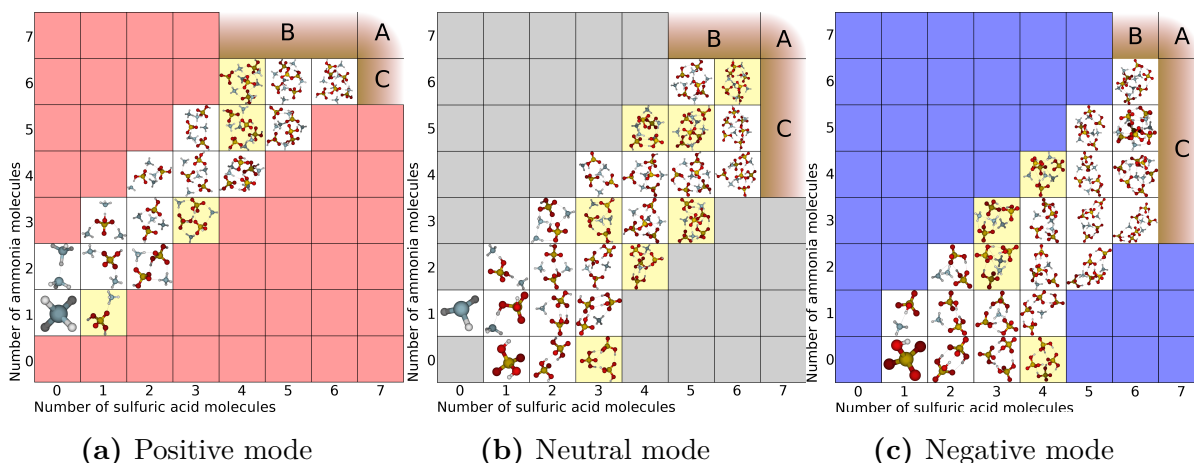 7
6
5
4
3
2
1
0
Number of ammonia molecules
B
A
C
0 1 2 3 4 5 6 7
Number of sulfuric acid molecules
(a) Positive mode
7
6
5
4
3
2
1
0
Number of ammonia molecules
B
A
C
0 1 2 3 4 5 6 7
Number of sulfuric acid molecules
(b) Neutral mode
7
6
5
4
3
2
1
0
Number of ammonia molecules
B
A
C
0 1 2 3 4 5 6 7
Number of sulfuric acid molecules
(c) Negative mode